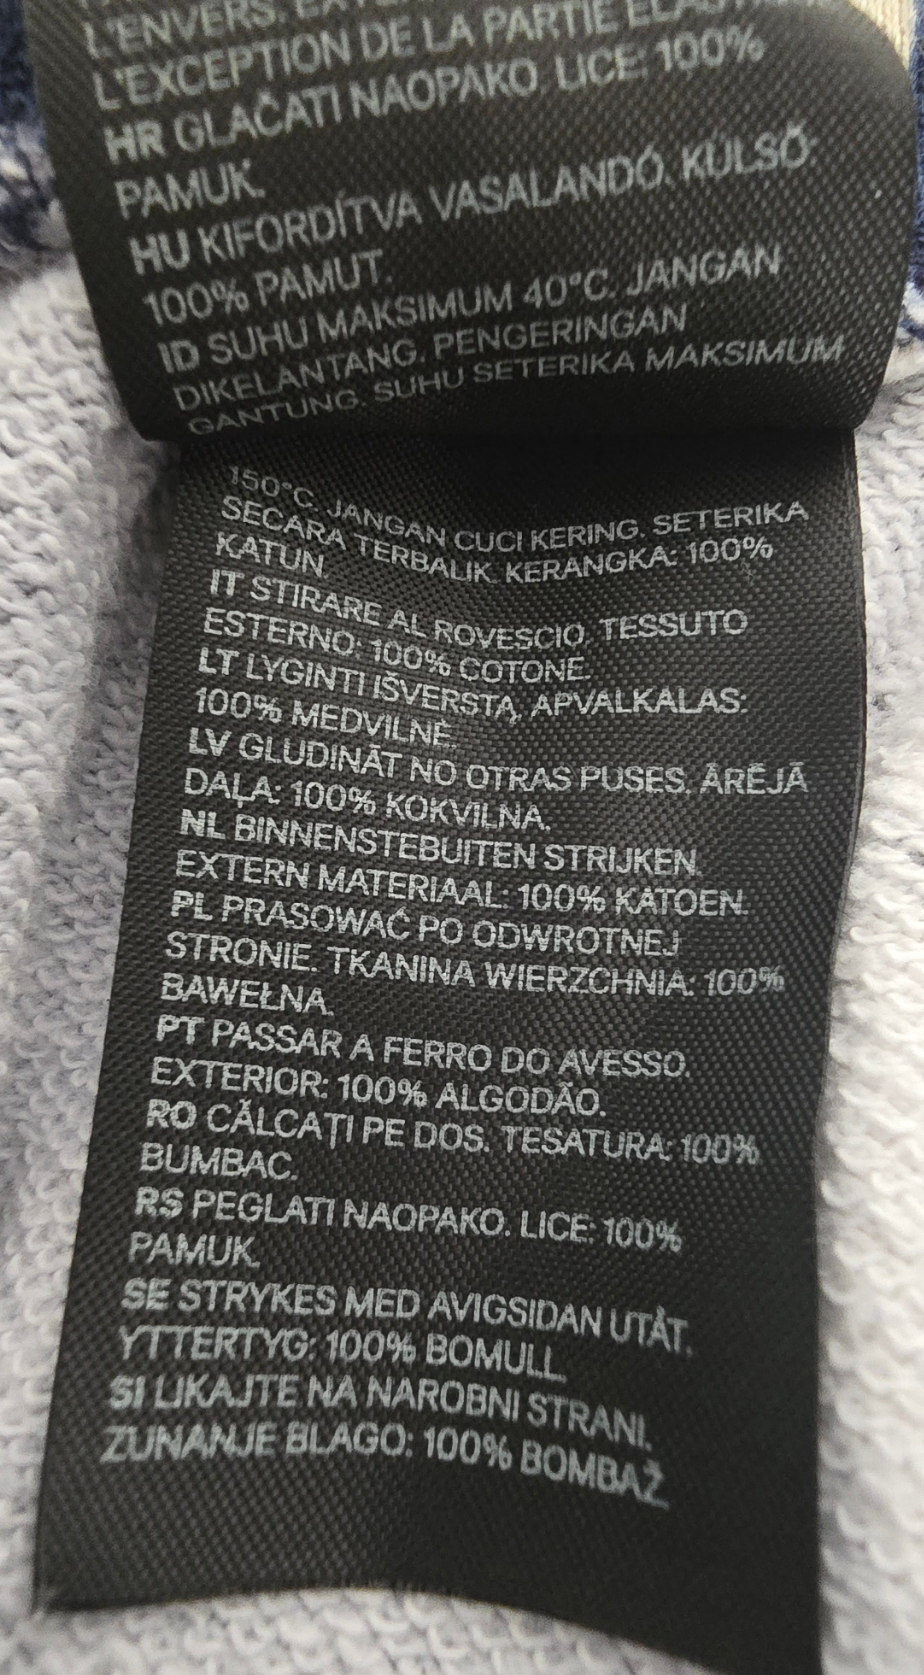 L'ENVERS.
L'EXCEPTION DE LA PARTIE
HR GLAČATI NAOPAKO. LICE: 100%
PAMUK.
HU KIFORDÍTVA VASALANDÓ. KÜLSŐ:
100% PAMUT.
ID SUHU MAKSIMUM 40°C. JANGAN
DIKELANTANG. PENGERINGAN
GANTUNG. SUHU SETERIKA MAKSIMUM
150°C. JANGAN CUCI KERING. SETERIKA
SECARA TERBALIK. KERANGKA: 100%
KATUN.
IT STIRARE AL ROVESCIO. TESSUTO
ESTERNO: 100% COTONE.
LT LYGINTI IŠVERSTĄ. APVALKALAS:
100% MEDVILNĖ.
LV GLUDINĀT NO OTRAS PUSES. ĀRĒJĀ
DAĻA: 100% KOKVILNA.
NL BINNENSTEBUITEN STRIJKEN.
EXTERN MATERIAAL: 100% KATOEN.
PL PRASOWAĆ PO ODWROTNEJ
STRONIE. TKANINA WIERZCHNIA: 100%
BAWEŁNA.
PT PASSAR A FERRO DO AVESSO.
EXTERIOR: 100% ALGODÃO.
RO CĂLCAȚI PE DOS. TESATURA: 100%
BUMBAC.
RS PEGLATI NAOPAKO. LICE: 100%
PAMUK.
SE STRYKES MED AVIGSIDAN UTÅT.
YTTERTYG: 100% BOMULL.
SI LIKAJTE NA NAROBNI STRANI.
ZUNANJE BLAGO: 100% BOMBAŽ.